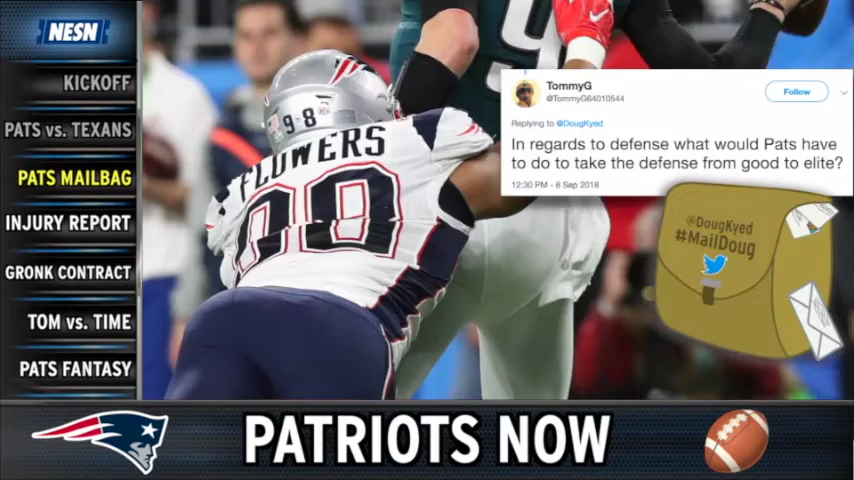 NESN
KICKOFF
PATS vs. TEXANS
PATS MAILBAG
INJURY REPORT
GRONK CONTRACT
TOM vs. TIME
PATS FANTASY
9-8
FLOWERS
9
TommyG
@TommyG64010544
Follow
Replying to @DougKyed
In regards to defense what would Pats have
to do to take the defense from good to elite?
12:30 PM - 6 Sep 2018
@DougKyed
#MailDoug
PATRIOTS NOW